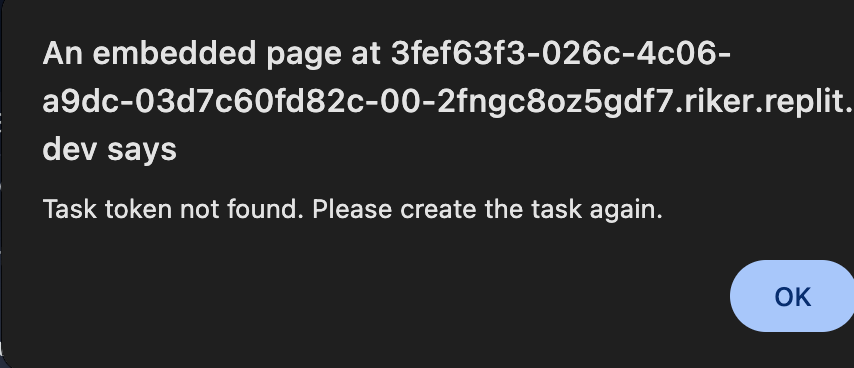 An embedded page at 3fef63f3-026c-4c06-
a9dc-03d7c60fd82c-00-2fngc8oz5gdf7.riker.replit.
dev says
Task token not found. Please create the task again.
OK